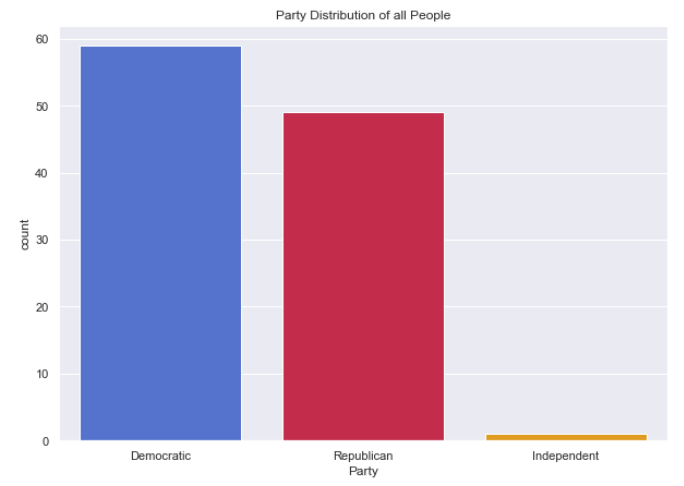 Party Distribution of all People
60
50
40
30
20
10
0
count
Democratic
Republican
Independent
Party